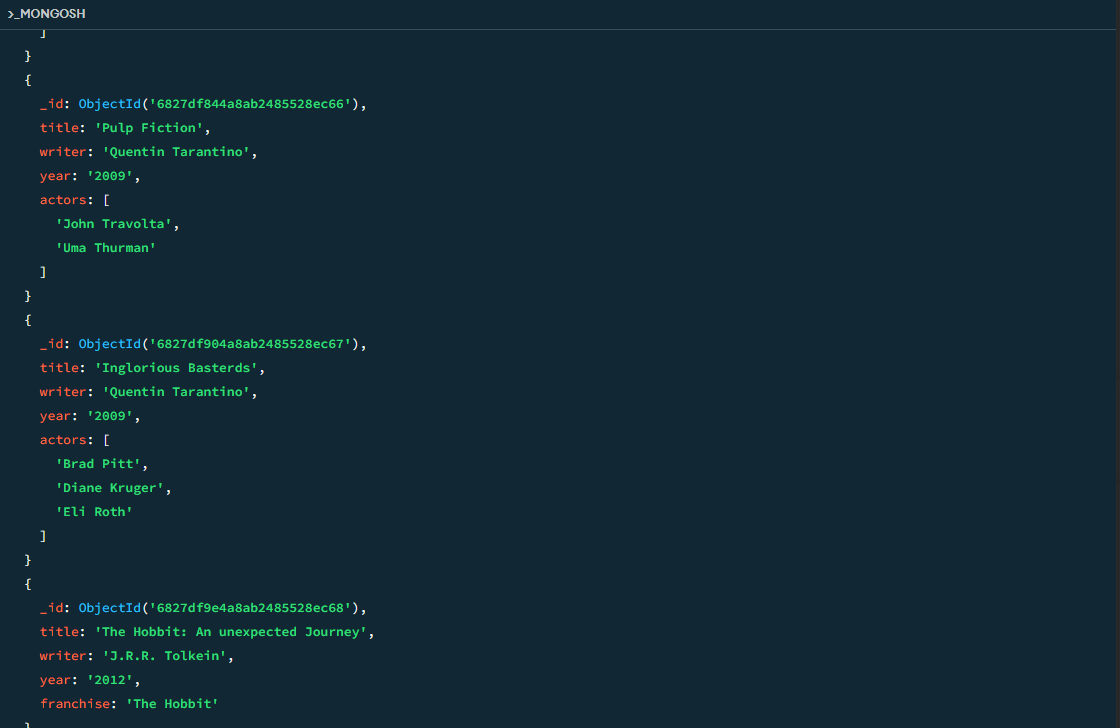 >_MONGOSH
]
}
{
_id: ObjectId('6827df844a8ab2485528ec66'),
title: 'Pulp Fiction',
writer: 'Quentin Tarantino',
year: '2009',
actors: [
'John Travolta',
'Uma Thurman'
]
}
{
_id: ObjectId('6827df904a8ab2485528ec67'),
title: 'Inglorious Basterds',
writer: 'Quentin Tarantino',
year: '2009',
actors: [
'Brad Pitt',
'Diane Kruger',
'Eli Roth'
]
}
{
_id: ObjectId('6827df9e4a8ab2485528ec68'),
title: 'The Hobbit: An unexpected Journey',
writer: 'J.R.R. Tolkein',
year: '2012',
franchise: 'The Hobbit'
}